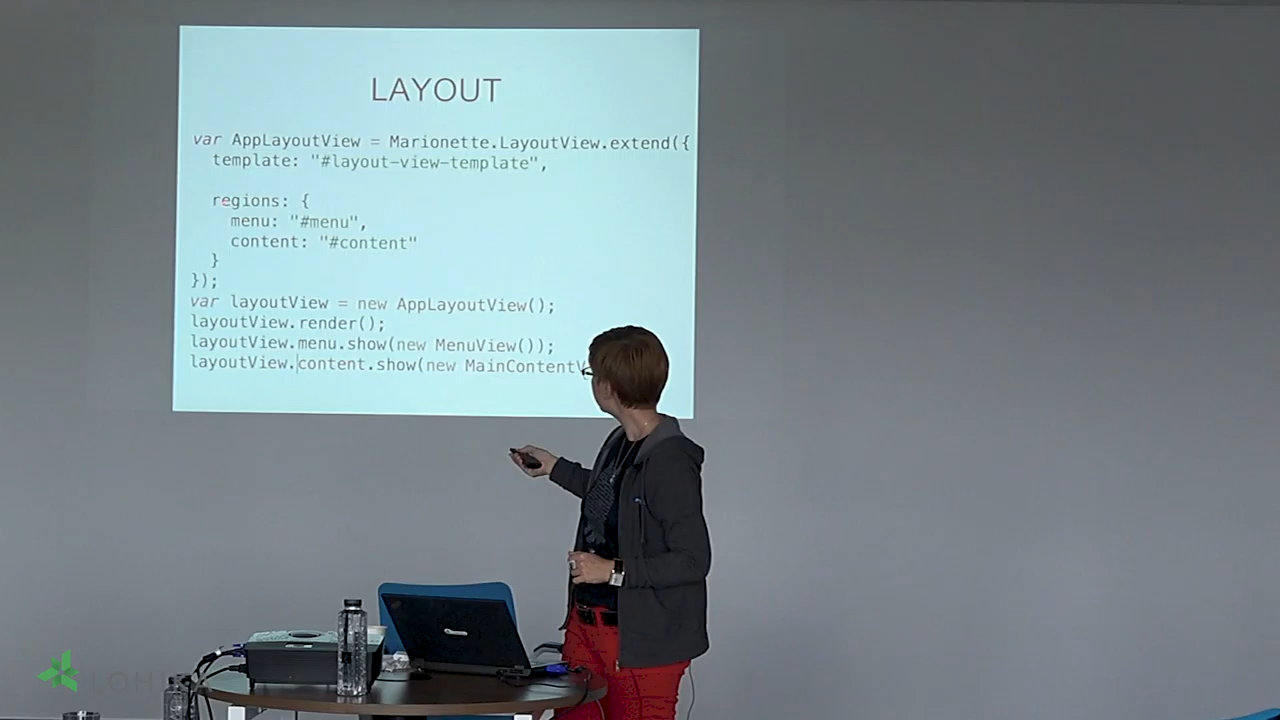 LAYOUT
var AppLayoutView = Marionette.LayoutView.extend({
template: "#layout-view-template",
regions: {
menu: "#menu",
content: "#content"
}
});
var layoutView = new AppLayoutView();
layoutView.render();
layoutView.menu.show(new MenuView());
layoutView.content.show(new MainContentV